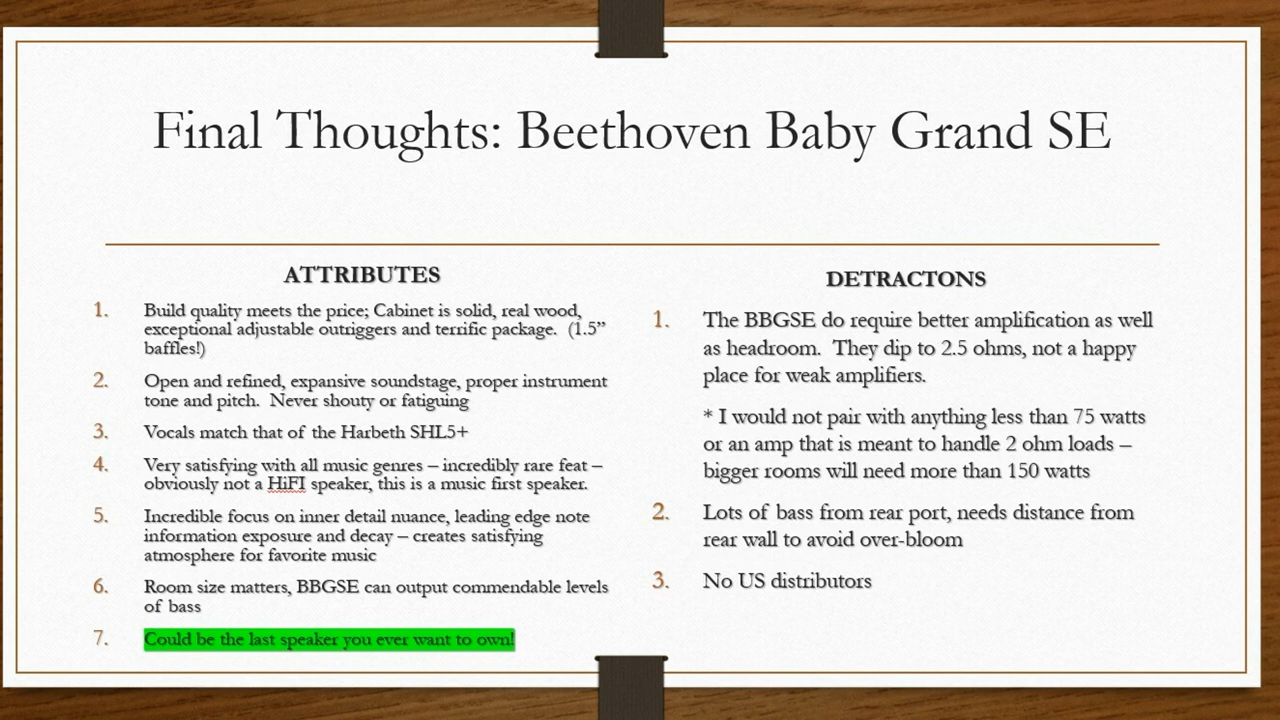 Final Thoughts: Beethoven Baby Grand SE
ATTRIBUTES
1. Build quality meets the price; Cabinet is solid, real wood,
exceptional adjustable outriggers and terrific package.  (1.5”
baffles!)
2. Open and refined, expansive soundstage, proper instrument
tone and pitch.  Never shouty or fatiguing
3. Vocals match that of the Harbeth SHL5+
4. Very satisfying with all music genres – incredibly rare feat –
obviously not a HiFI speaker, this is a music first speaker.
5. Incredible focus on inner detail nuance, leading edge note
information exposure and decay – creates satisfying
atmosphere for favorite music
6. Room size matters, BBGSE can output commendable levels
of bass
7. Could be the last speaker you ever want to own!
DETRACTONS
1. The BBGSE do require better amplification as well
as headroom.  They dip to 2.5 ohms, not a happy
place for weak amplifiers.
* I would not pair with anything less than 75 watts
or an amp that is meant to handle 2 ohm loads –
bigger rooms will need more than 150 watts
2. Lots of bass from rear port, needs distance from
rear wall to avoid over-bloom
3. No US distributors